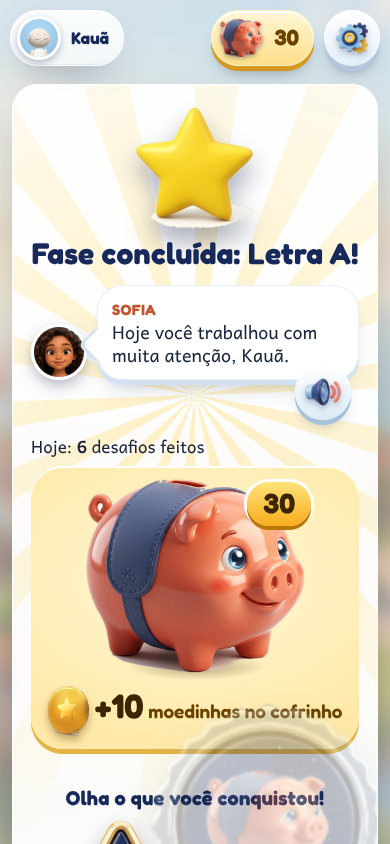 Kauã
30
Fase concluída: Letra A!
SOFIA
Hoje você trabalhou com
muita atenção, Kauã.
Hoje: 6 desafios feitos
30
+10 moedinhas no cofrinho
Olha o que você conquistou!